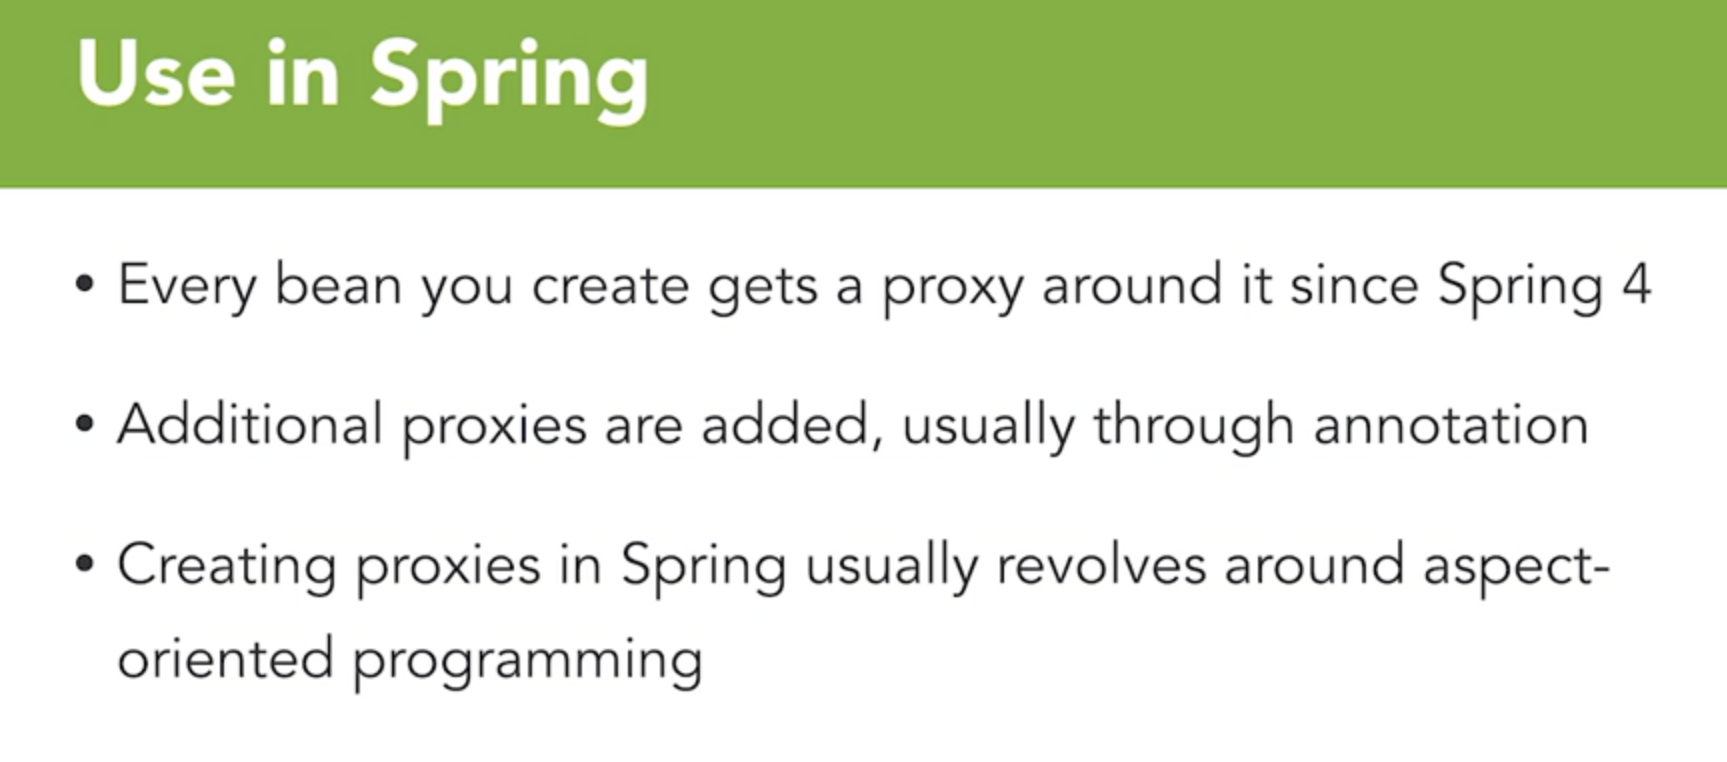 Use in Spring
• Every bean you create gets a proxy around it since Spring 4
• Additional proxies are added, usually through annotation
• Creating proxies in Spring usually revolves around aspect-
oriented programming